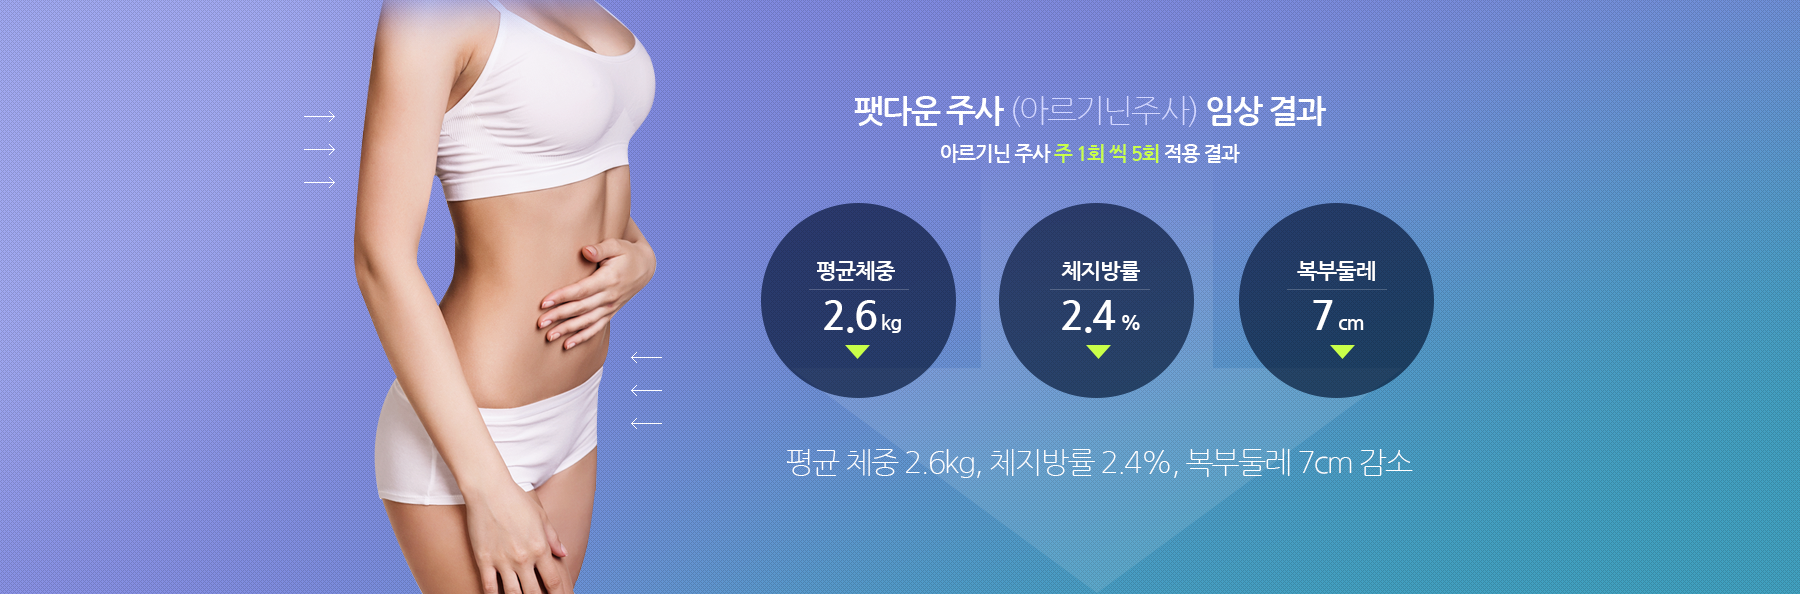 팻다운 주사 (아르기닌주사) 임상 결과
아르기닌 주사 주 1회 씩 5회 적용 결과
평균체중
2.6 kg
체지방률
2.4 %
복부둘레
7 cm
평균 체중 2.6kg, 체지방률 2.4%, 복부둘레 7cm 감소